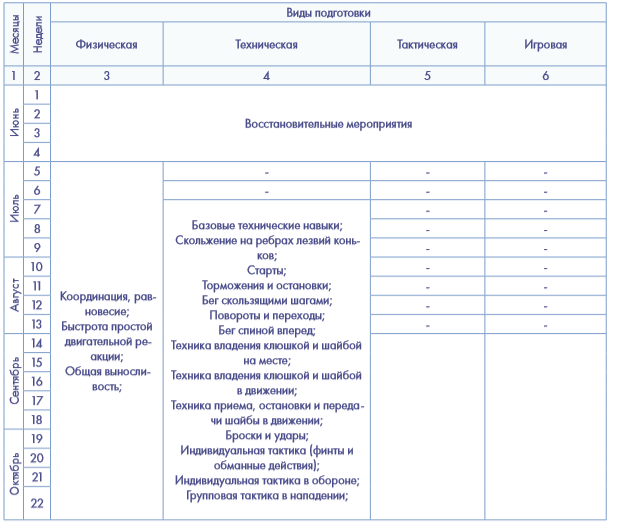 Месяцы
Недели
Виды подготовки
Физическая
Техническая
Тактическая
Игровая
1 2 3 4 5 6
Июнь
1
2
3
4
Восстановительные мероприятия
Июль
5 - - -
6 - - -
7 - -
8 - -
9 - -
Август
10 - -
11 - -
12 - -
13 - -
Сентябрь
14
15
16
17
18
Октябрь
19
20
21
22
Координация, рав-
новесие;
Быстрота простой
двигательной ре-
акции;
Общая выносли-
вость;
Базовые технические навыки;
Скольжение на ребрах лезвий конь-
ков;
Старты;
Торможения и остановки;
Бег скользящими шагами;
Повороты и переходы;
Бег спиной вперед;
Техника владения клюшкой и шайбой
на месте;
Техника владения клюшкой и шайбой
в движении;
Техника приема, остановки и переда-
чи шайбы в движении;
Броски и удары;
Индивидуальная тактика (финты и
обманные действия);
Индивидуальная тактика в обороне;
Групповая тактика в нападении;